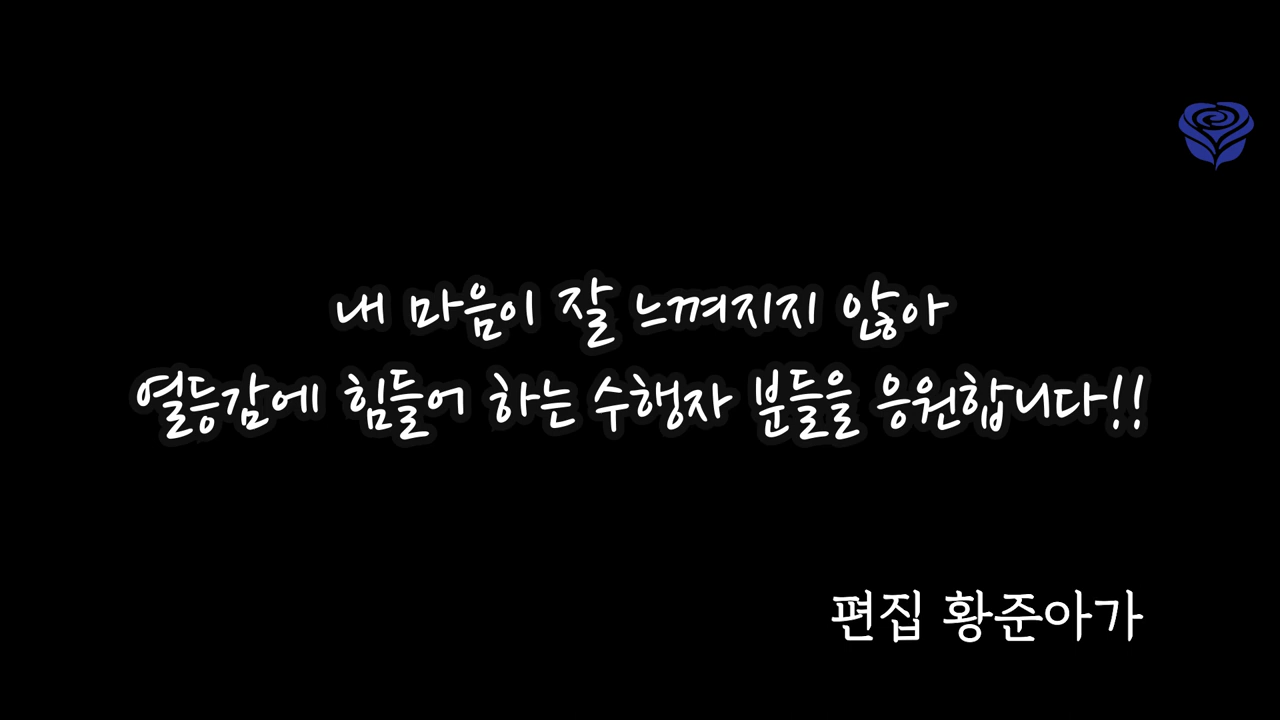 내 마음이 잘 느껴지지 않아
열등감에 힘들어 하는 수행자 분들을 응원합니다!!
편집 황준아가